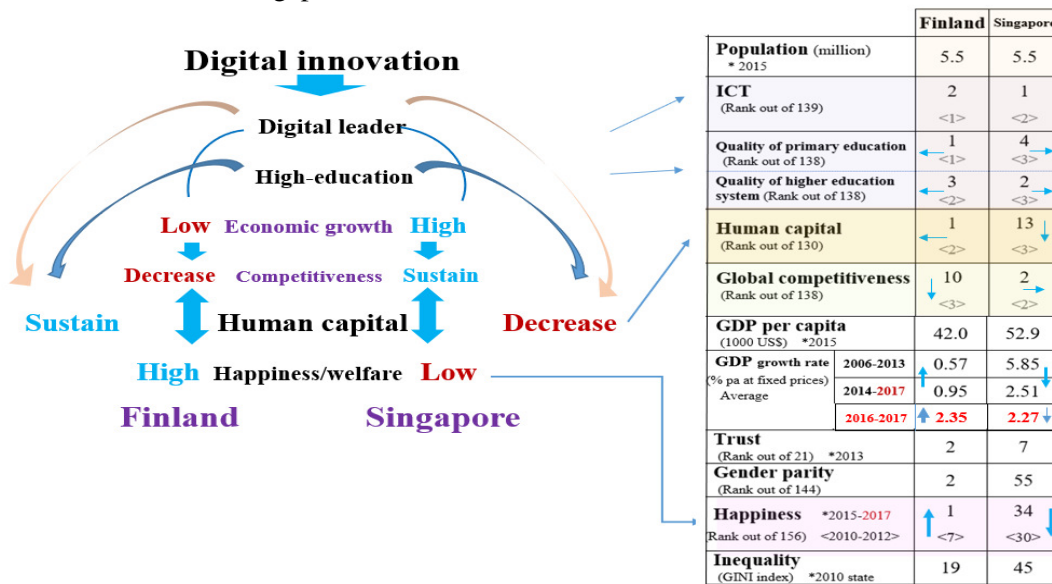 Digital innovation
Digital leader
High-education
Low Economic growth High
Decrease Competitiveness Sustain
Sustain Human capital Decrease
High Happiness/welfare Low
Finland Singapore
Finland Singapore
Population (million) 5.5 5.5
* 2015
ICT 2 1
(Rank out of 139)
<1> <2>
Quality of primary education 1 4
(Rank out of 138) <1> <3>
Quality of higher education 3 2
system (Rank out of 138) <2> <3>
Human capital 1 13
(Rank out of 130) <2> <3>
Global competitiveness 10 2
(Rank out of 138) <3> <2>
GDP per capita 42.0 52.9
(1000 US$) *2015
GDP growth rate 2006-2013 0.57 5.85
(% pa at fixed prices)
Average 2014-2017 0.95 2.51
2016-2017 2.35 2.27
Trust 2 7
(Rank out of 21) *2013
Gender parity 2 55
(Rank out of 144)
Happiness *2015-2017 1 34
(Rank out of 156) <2010-2012> <7> <30>
Inequality 19 45
(GINI index) *2010 state